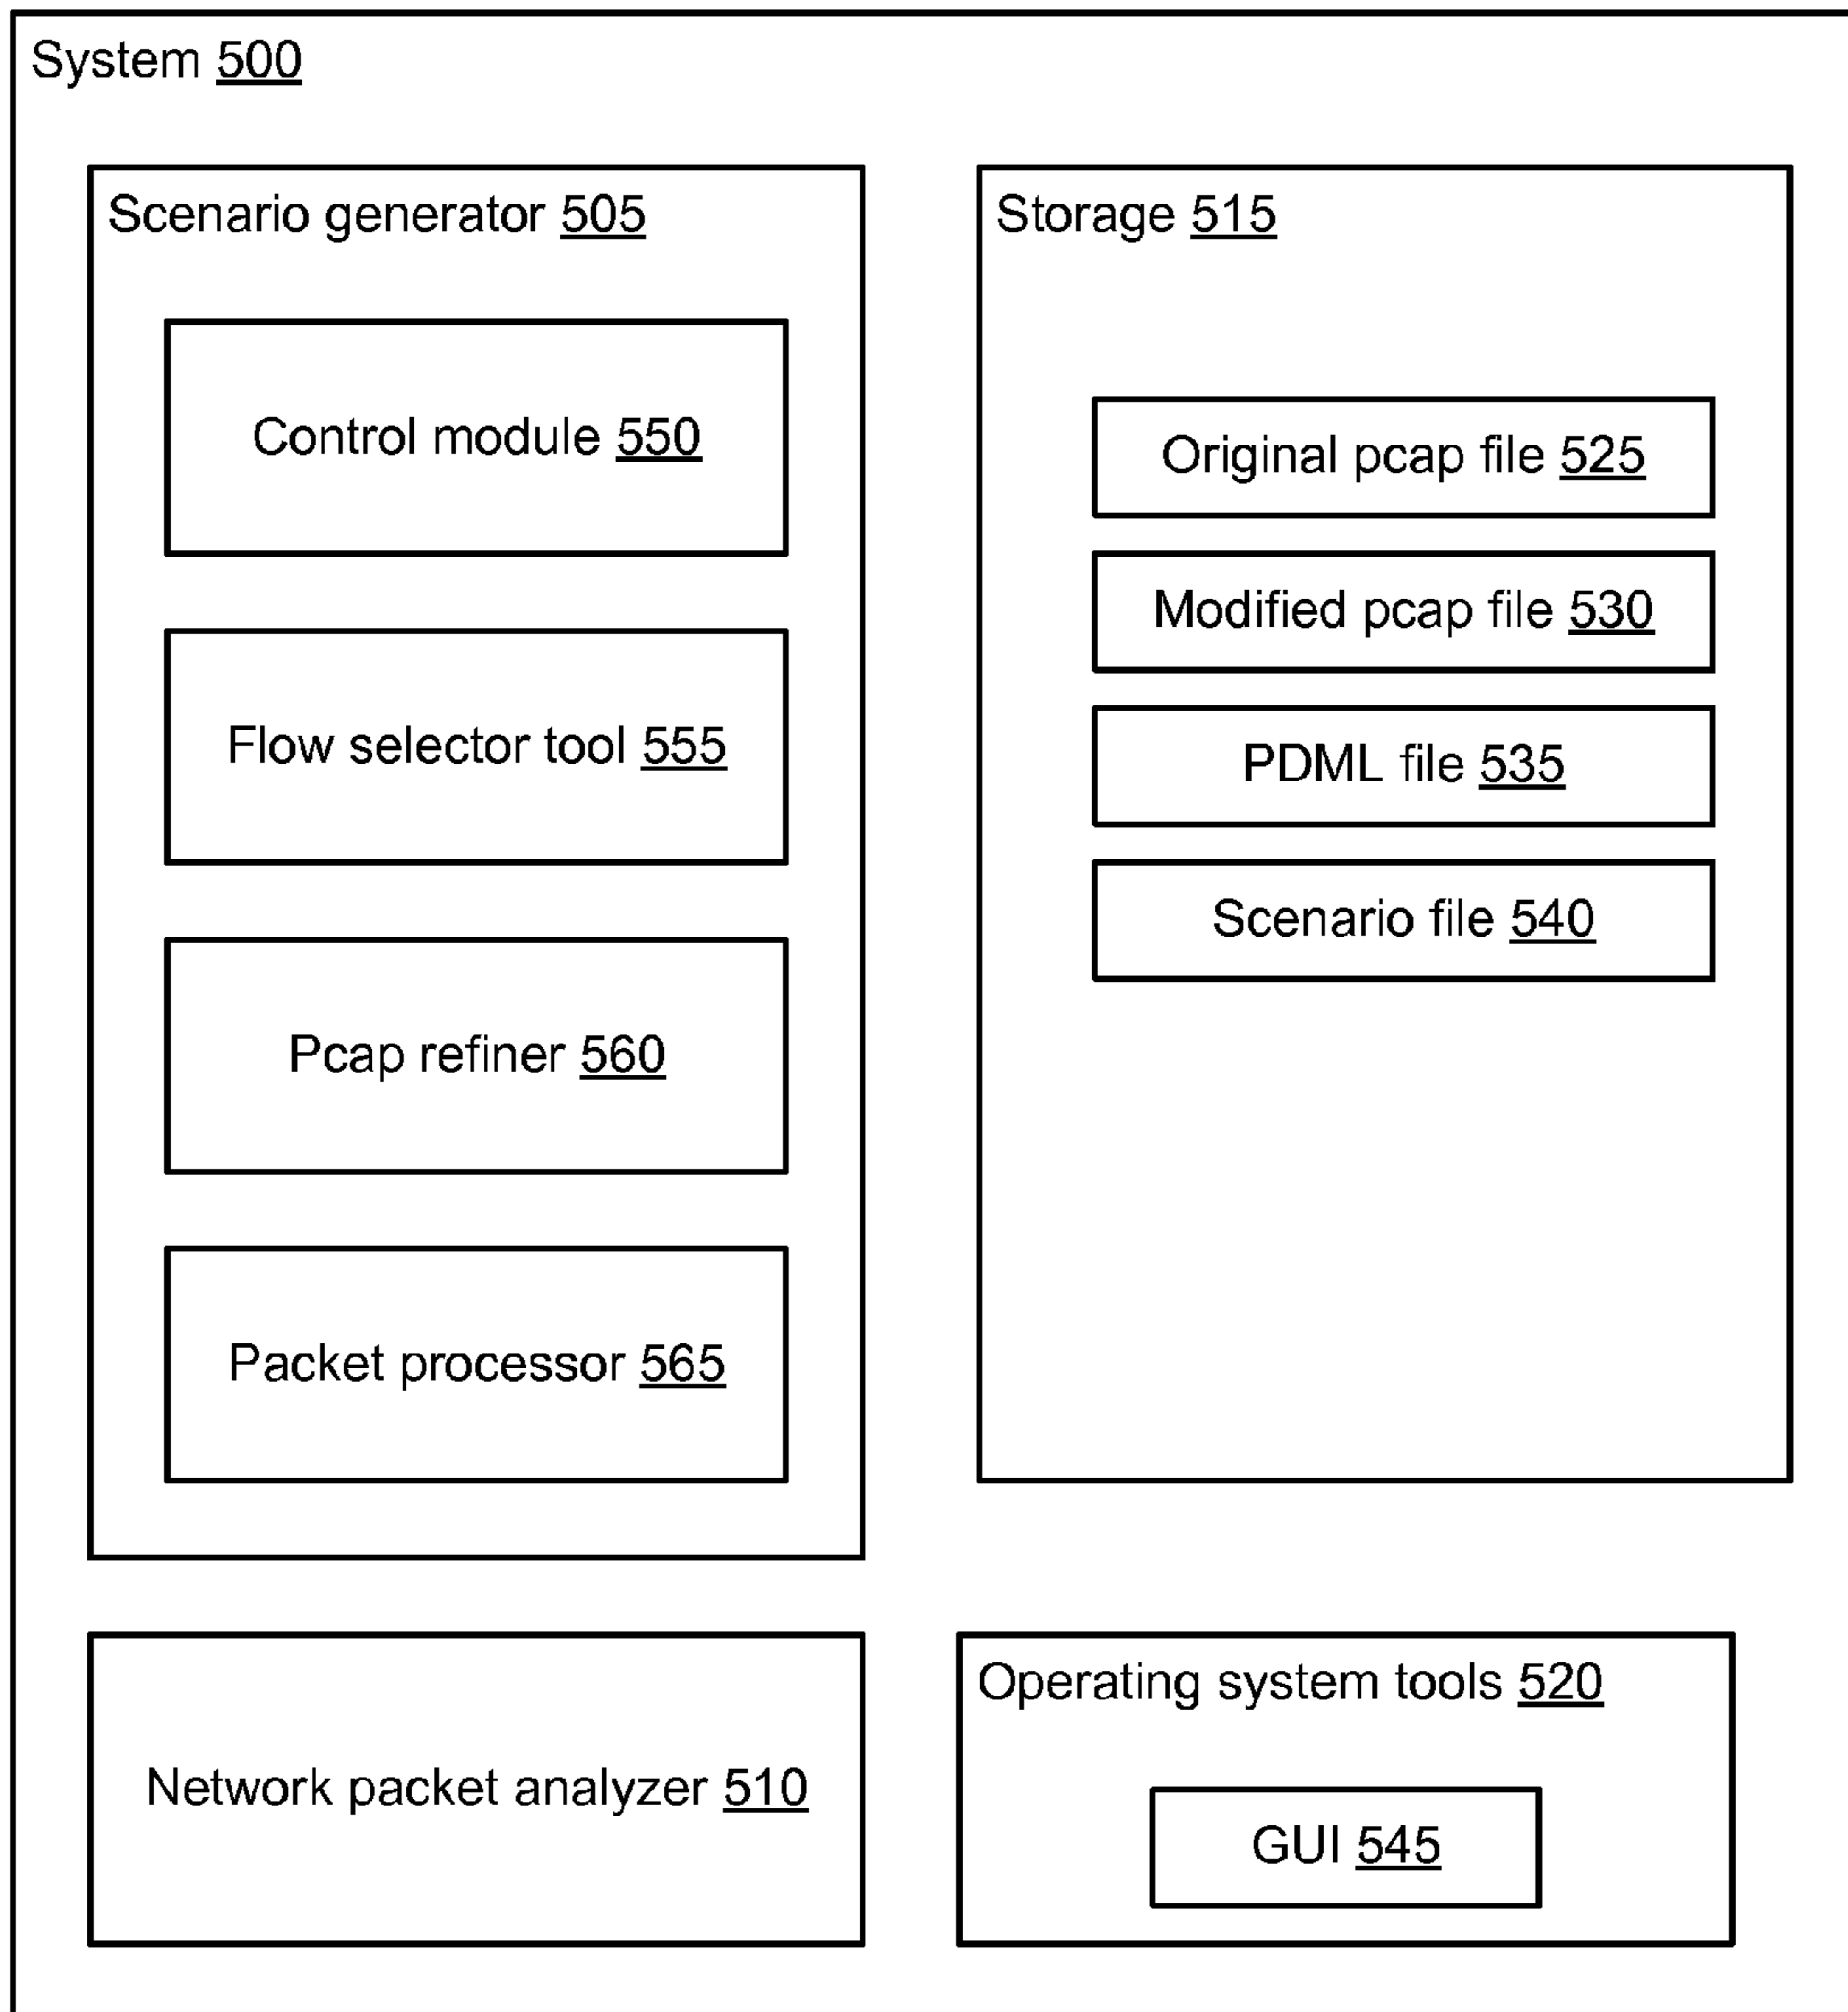 System 500
Scenario generator 505
Control module 550
Flow selector tool 555
Pcap refiner 560
Packet processor 565
Storage 515
Original pcap file 525
Modified pcap file 530
PDML file 535
Scenario file 540
Network packet analyzer 510
Operating system tools 520
GUI 545